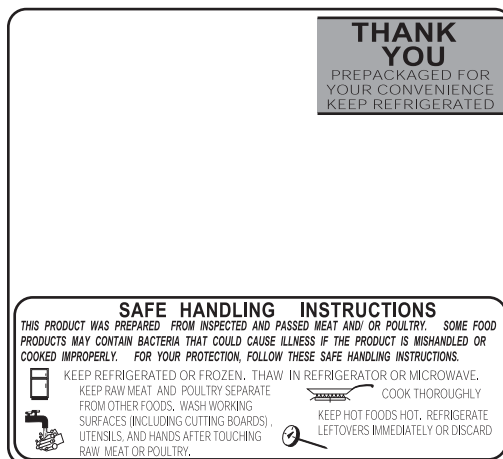 THANK
YOU
PREPACKAGED FOR
YOUR CONVENIENCE
KEEP REFRIGERATED
SAFE HANDLING INSTRUCTIONS
THIS PRODUCT WAS PREPARED FROM INSPECTED AND PASSED MEAT AND/ OR POULTRY. SOME FOOD
PRODUCTS MAY CONTAIN BACTERIA THAT COULD CAUSE ILLNESS IF THE PRODUCT IS MISHANDLED OR
COOKED IMPROPERLY. FOR YOUR PROTECTION, FOLLOW THESE SAFE HANDLING INSTRUCTIONS.
KEEP REFRIGERATED OR FROZEN. THAW IN REFRIGERATOR OR MICROWAVE.
KEEP RAW MEAT AND POULTRY SEPARATE
FROM OTHER FOODS. WASH WORKING
SURFACES (INCLUDING CUTTING BOARDS) ,
UTENSILS, AND HANDS AFTER TOUCHING
RAW MEAT OR POULTRY.
COOK THOROUGHLY
KEEP HOT FOODS HOT. REFRIGERATE
LEFTOVERS IMMEDIATELY OR DISCARD